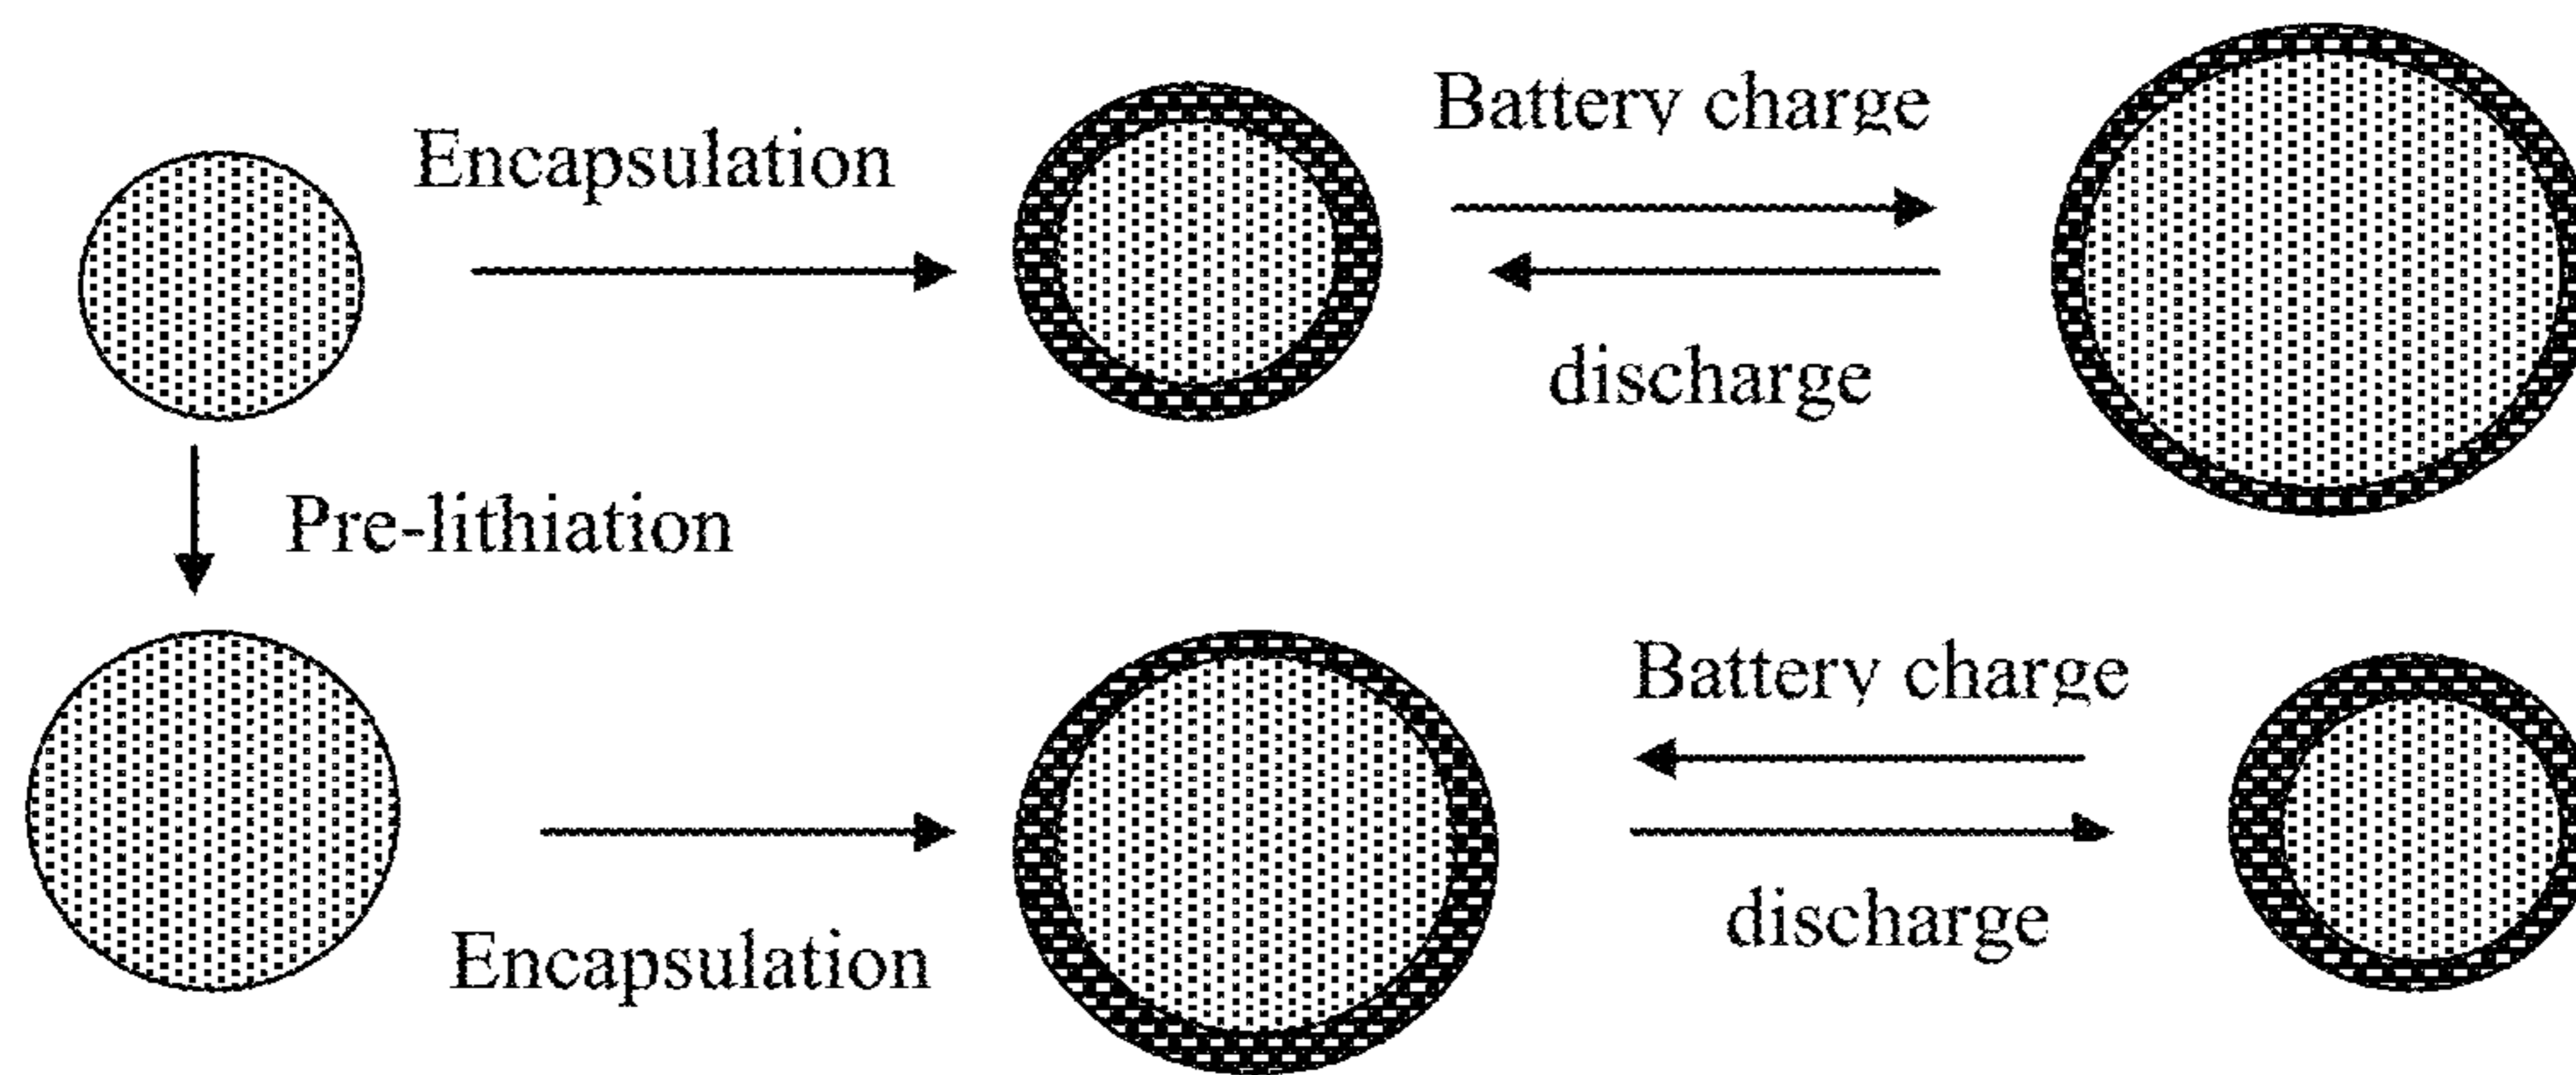 Encapsulation
Battery charge
discharge
Pre-lithiation
Battery charge
discharge
Encapsulation